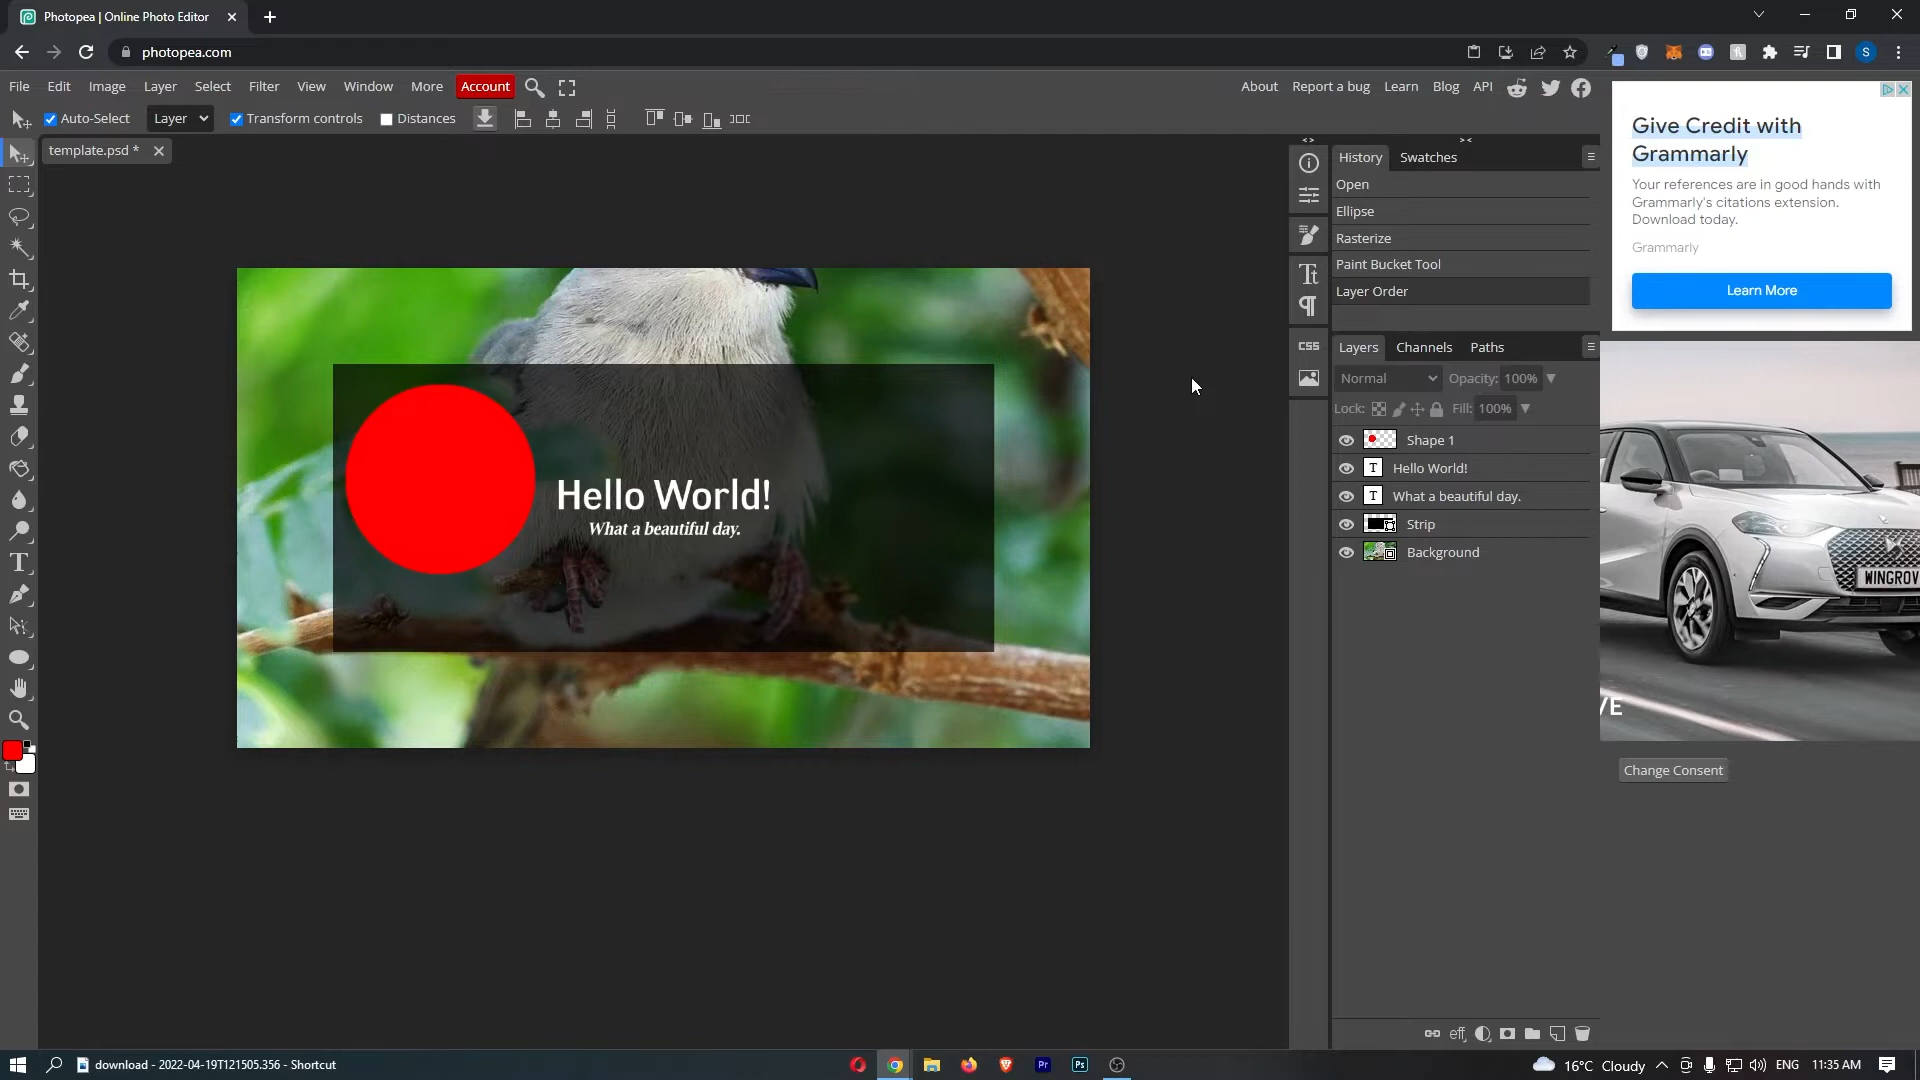 Photopea | Online Photo Editor
photopea.com
S
File Edit Image Layer Select Filter View Window More Account
About Report a bug Learn Blog API
Auto-Select Layer Transform controls Distances
template.psd *
History Swatches
Open
Ellipse
Rasterize
Paint Bucket Tool
Layer Order
CSS
Layers Channels Paths
Normal Opacity: 100%
Lock: Fill: 100%
Shape 1
T Hello World!
T What a beautiful day.
Strip
Background
eff
Hello World!
What a beautiful day.
Give Credit with
Grammarly
Your references are in good hands with
Grammarly's citations extension.
Download today.
Grammarly
Learn More
WINGROV
VE
Change Consent
download - 2022-04-19T121505.356 - Shortcut
Pr
Ps
16°C Cloudy
ENG
11:35 AM